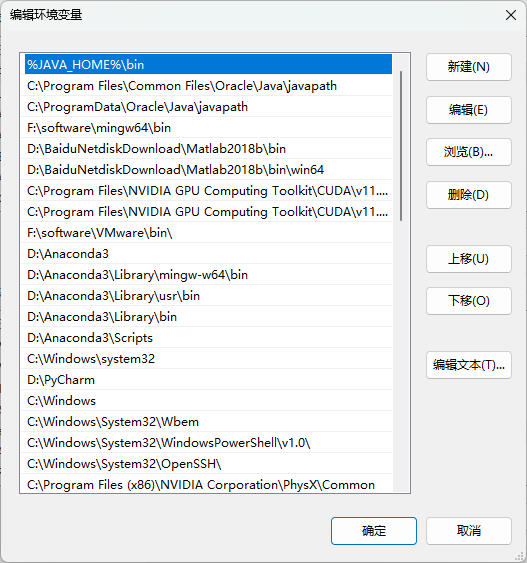 编辑环境变量
%JAVA_HOME%\bin
C:\Program Files\Common Files\Oracle\Java\javapath
C:\ProgramData\Oracle\Java\javapath
F:\software\mingw64\bin
D:\BaiduNetdiskDownload\Matlab2018b\bin
D:\BaiduNetdiskDownload\Matlab2018b\bin\win64
C:\Program Files\NVIDIA GPU Computing Toolkit\CUDA\v11....
C:\Program Files\NVIDIA GPU Computing Toolkit\CUDA\v11....
F:\software\VMware\bin\
D:\Anaconda3
D:\Anaconda3\Library\mingw-w64\bin
D:\Anaconda3\Library\usr\bin
D:\Anaconda3\Library\bin
D:\Anaconda3\Scripts
C:\Windows\system32
D:\PyCharm
C:\Windows
C:\Windows\System32\Wbem
C:\Windows\System32\WindowsPowerShell\v1.0\
C:\Windows\System32\OpenSSH\
C:\Program Files (x86)\NVIDIA Corporation\PhysX\Common
新建(N)
编辑(E)
浏览(B)...
删除(D)
上移(U)
下移(O)
编辑文本(T)...
确定
取消